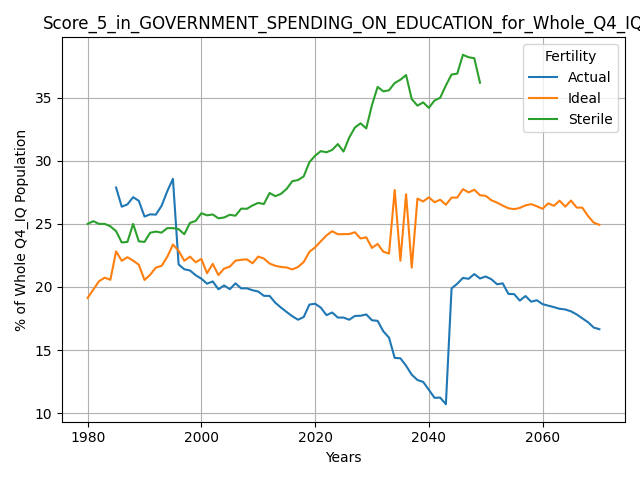 Score_5_in_GOVERNMENT_SPENDING_ON_EDUCATION_for_Whole_Q4_IQ
Fertility
Actual
Ideal
Sterile
% of Whole Q4_IQ Population
35
30
25
20
15
10
1980
2000
2020
2040
2060
Years